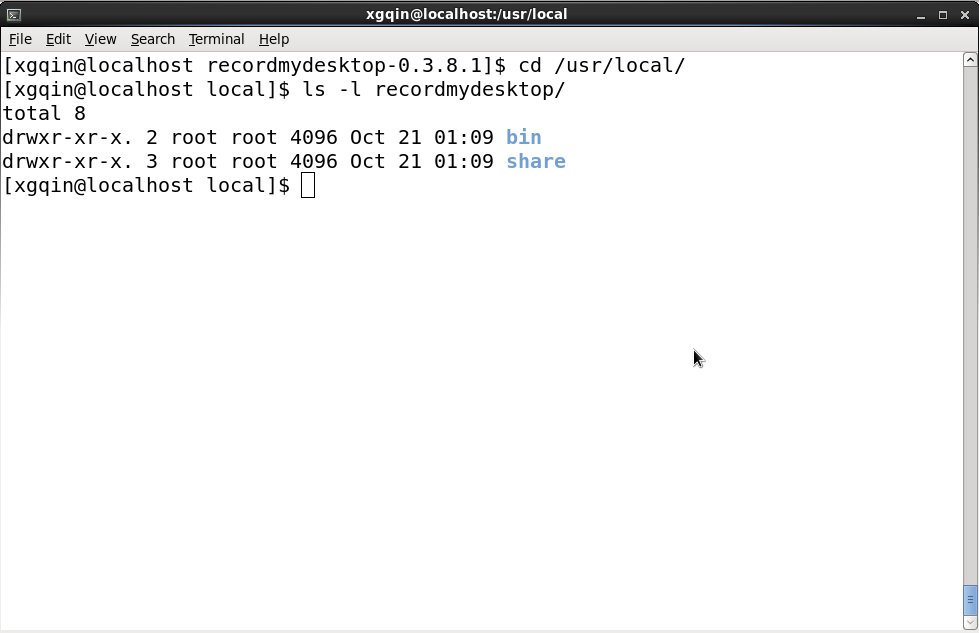 xgqin@localhost:/usr/local
File Edit View Search Terminal Help
[xgqin@localhost recordmydesktop-0.3.8.1]$ cd /usr/local/
[xgqin@localhost local]$ ls -l recordmydesktop/
total 8
drwxr-xr-x. 2 root root 4096 Oct 21 01:09 bin
drwxr-xr-x. 3 root root 4096 Oct 21 01:09 share
[xgqin@localhost local]$